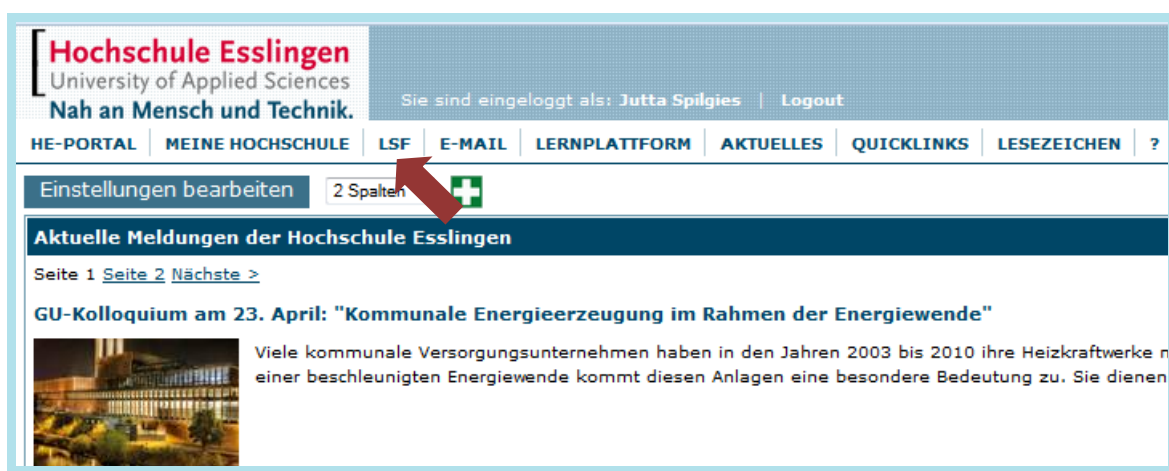 Hochschule Esslingen
University of Applied Sciences
Nah an Mensch und Technik.
Sie sind eingeloggt als: Jutta Spilgies | Logout
HE-PORTAL MEINE HOCHSCHULE LSF E-MAIL LERNPLATTFORM AKTUELLES QUICKLINKS LESEZEICHEN ?
Einstellungen bearbeiten 2 Spalten
Aktuelle Meldungen der Hochschule Esslingen
Seite 1 Seite 2 Nächste >
GU-Kolloquium am 23. April: "Kommunale Energieerzeugung im Rahmen der Energiewende"
Viele kommunale Versorgungsunternehmen haben in den Jahren 2003 bis 2010 ihre Heizkraftwerke
einer beschleunigten Energiewende kommt diesen Anlagen eine besondere Bedeutung zu. Sie dienen